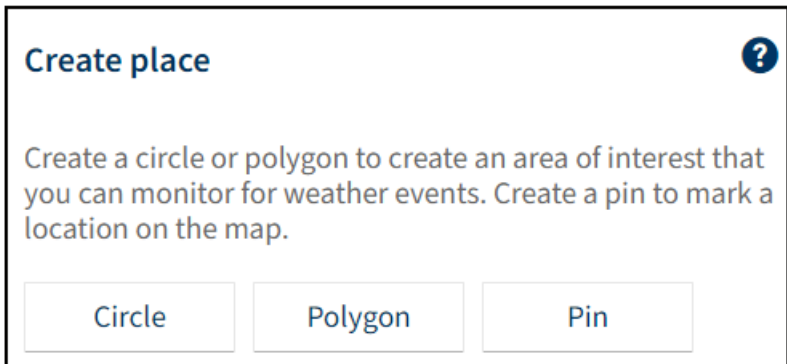 Create place ?
Create a circle or polygon to create an area of interest that
you can monitor for weather events. Create a pin to mark a
location on the map.
Circle Polygon Pin